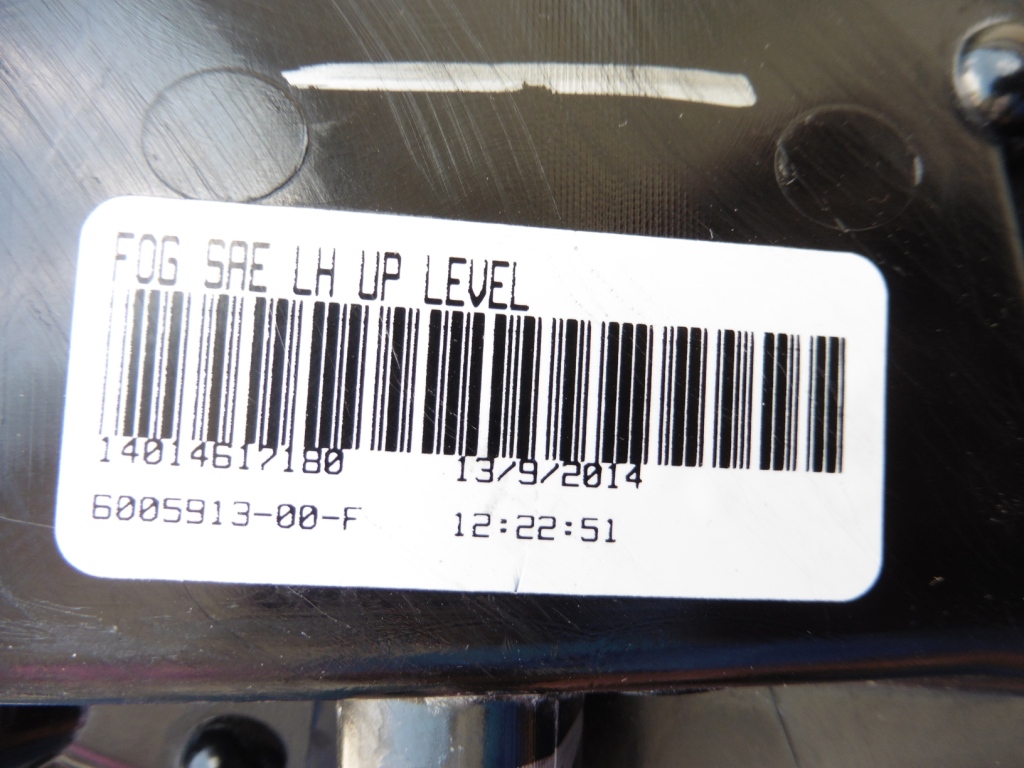 FOG SAE LH UP LEVEL
14014617180 13/9/2014
6005913-00-F 12:22:51